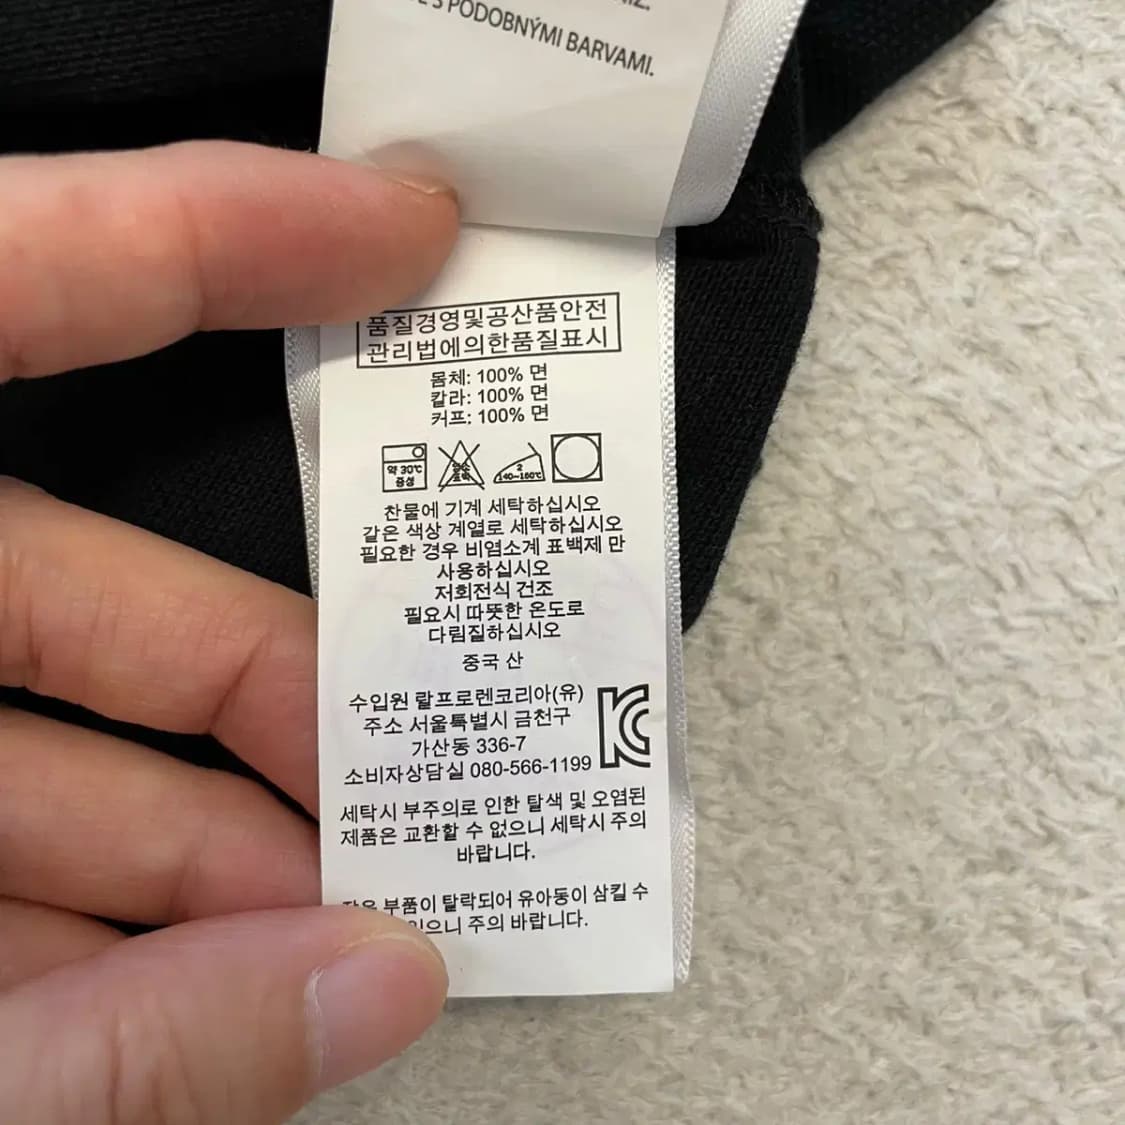 S PODOBNÝMI BARVAMI.
품질경영및공산품안전
관리법에의한품질표시
몸체: 100% 면
칼라: 100% 면
커프: 100% 면
약 30℃
중성
염소
표백
2
140~160℃
찬물에 기계 세탁하십시오
같은 색상 계열로 세탁하십시오
필요한 경우 비염소계 표백제 만
사용하십시오
저회전식 건조
필요시 따뜻한 온도로
다림질하십시오
중국 산
수입원 랄프로렌코리아(유)
주소 서울특별시 금천구
가산동 336-7
소비자상담실 080-566-1199
세탁시 부주의로 인한 탈색 및 오염된
제품은 교환할 수 없으니 세탁시 주의
바랍니다.
작은 부품이 탈락되어 유아동이 삼킬 수
있으니 주의 바랍니다.